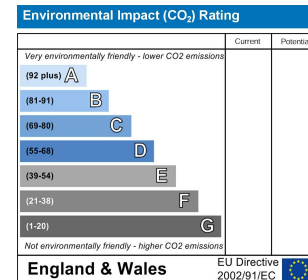 Environmental Impact (CO₂) Rating
Current Potentia
Very environmentally friendly - lower CO2 emissions
(92 plus) A
(81-91) B
(69-80) C
(55-68) D
(39-54) E
(21-38) F
(1-20) G
Not environmentally friendly - higher CO2 emissions
England & Wales
EU Directive
2002/91/EC